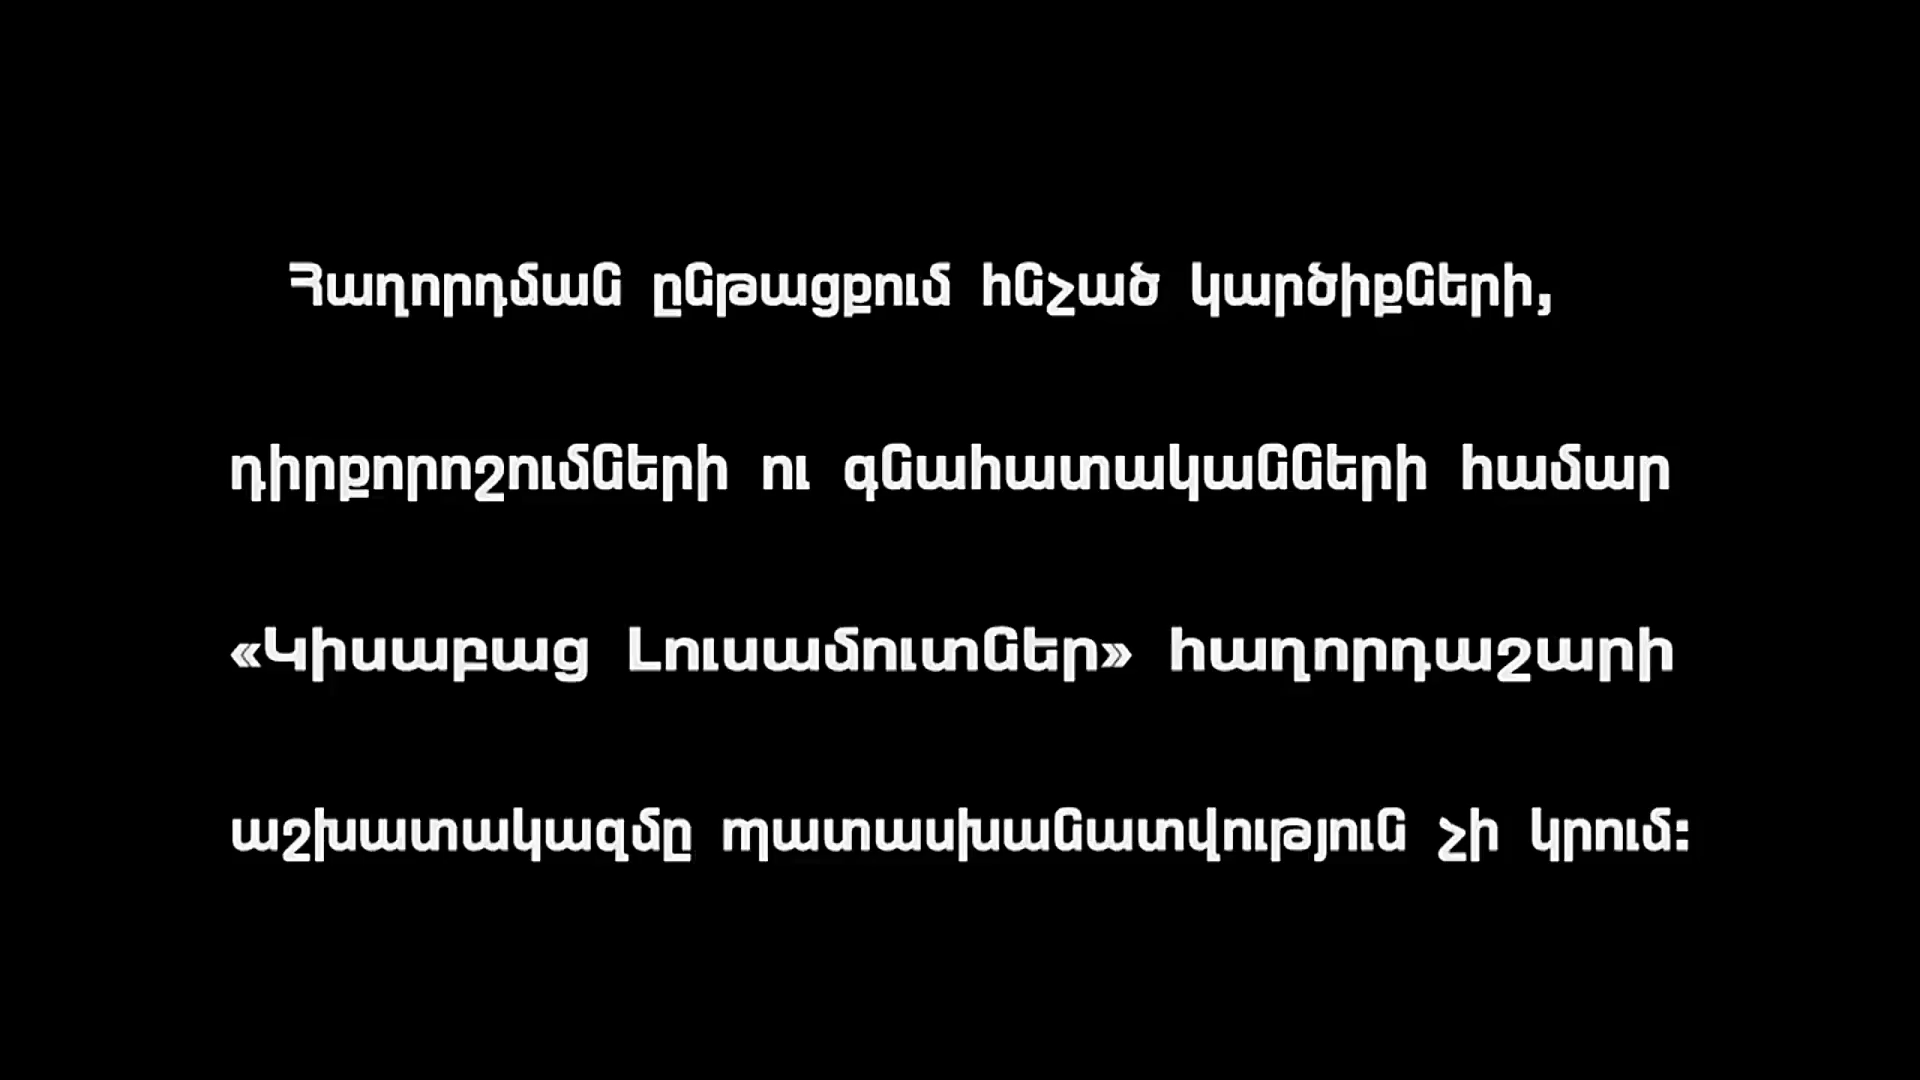 Հաղորդման ընթացքում հնչած կարծիքների,
դիրքորոշումների ու գնահատականների համար
«Կիսաբաց Լուսամուտներ» հաղորդաշարի
աշխատակազմը պատասխանատվություն չի կրում: